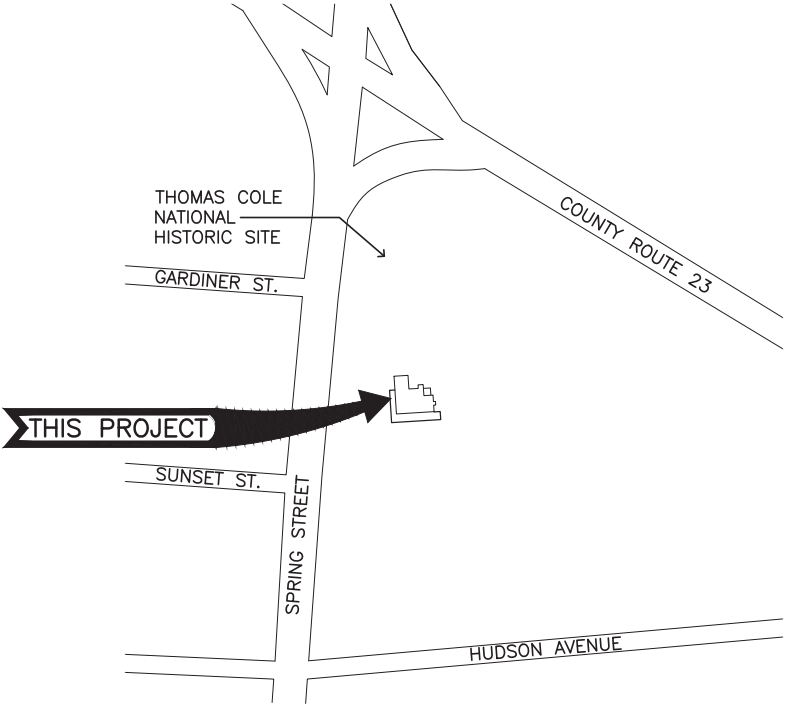 THOMAS COLE
NATIONAL
HISTORIC SITE
COUNTY ROUTE 23
GARDINER ST.
THIS PROJECT
SUNSET ST.
SPRING STREET
HUDSON AVENUE